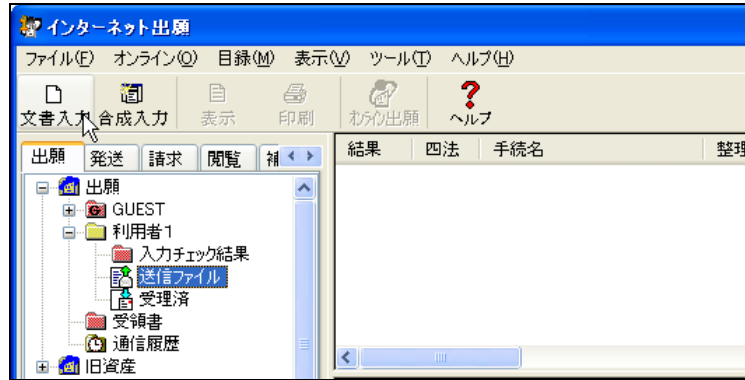 インターネット出願
ファイル(F) オンライン(O) 目録(M) 表示(V) ツール(T) ヘルプ(H)
文書入力 合成入力 表示 印刷 オンライン出願 ヘルプ
出願 発送 請求 閲覧
結果 四法 手続名
出願
GUEST
利用者1
入力チェック結果
送信ファイル
受理済
受領書
通信履歴
旧資産